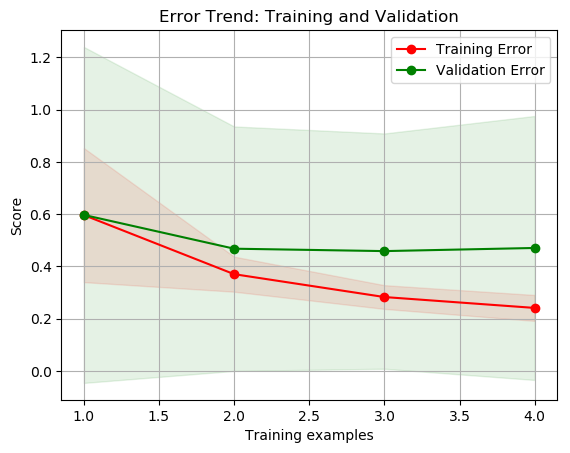 Error Trend: Training and Validation
Training Error
Validation Error
Score
1.2
1.0
0.8
0.6
0.4
0.2
0.0
1.0 1.5 2.0 2.5 3.0 3.5 4.0
Training examples